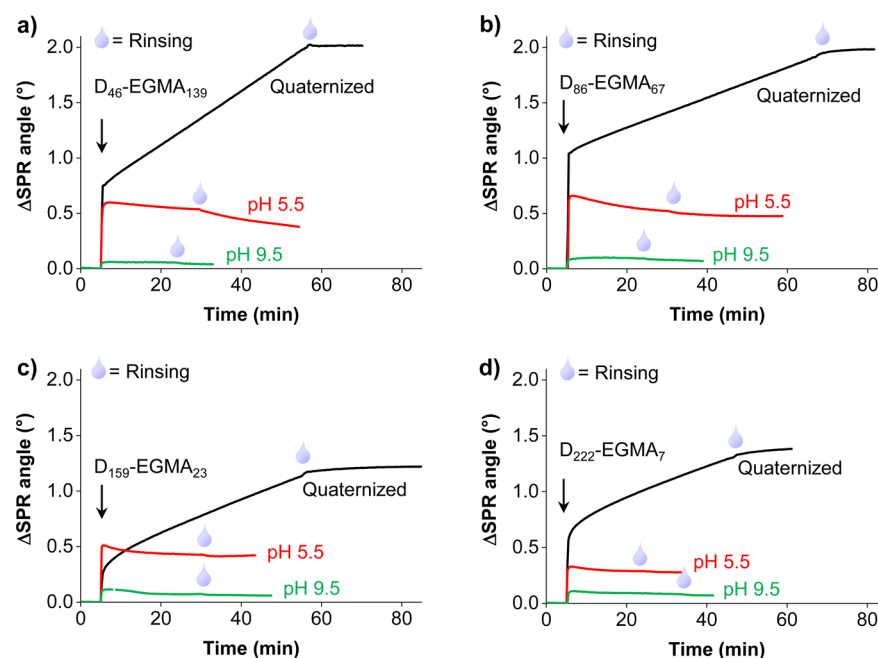 a)
= Rinsing
D46-EGMA139
Quaternized
pH 5.5
pH 9.5
ΔSPR angle (°)
2.0
1.5
1.0
0.5
0.0
0 20 40 60 80
Time (min)
b)
= Rinsing
D86-EGMA67
Quaternized
pH 5.5
pH 9.5
ΔSPR angle (°)
2.0
1.5
1.0
0.5
0.0
0 20 40 60 80
Time (min)
c)
= Rinsing
D159-EGMA23
Quaternized
pH 5.5
pH 9.5
ΔSPR angle (°)
2.0
1.5
1.0
0.5
0.0
0 20 40 60 80
Time (min)
d)
= Rinsing
D222-EGMA7
Quaternized
pH 5.5
pH 9.5
ΔSPR angle (°)
2.0
1.5
1.0
0.5
0.0
0 20 40 60 80
Time (min)